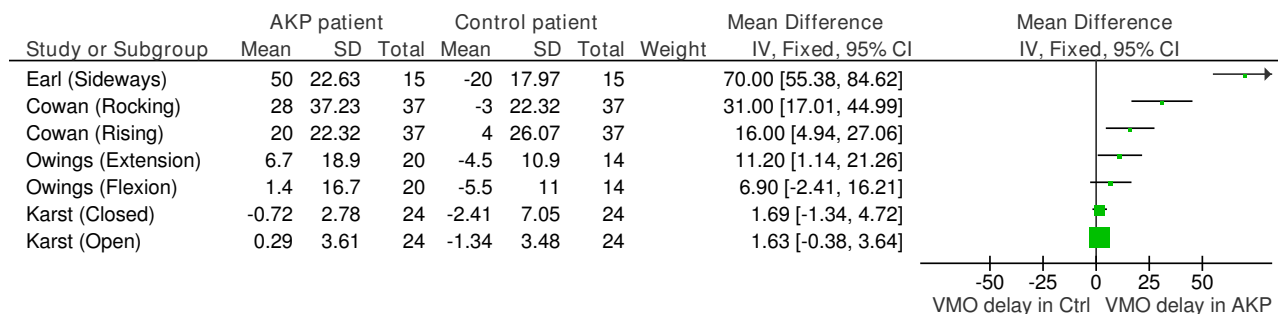 AKP patient Control patient Mean Difference Mean Difference
Study or Subgroup Mean SD Total Mean SD Total Weight IV, Fixed, 95% CI IV, Fixed, 95% CI
Earl (Sideways) 50 22.63 15 -20 17.97 15 70.00 [55.38, 84.62]
Cowan (Rocking) 28 37.23 37 -3 22.32 37 31.00 [17.01, 44.99]
Cowan (Rising) 20 22.32 37 4 26.07 37 16.00 [4.94, 27.06]
Owings (Extension) 6.7 18.9 20 -4.5 10.9 14 11.20 [1.14, 21.26]
Owings (Flexion) 1.4 16.7 20 -5.5 11 14 6.90 [-2.41, 16.21]
Karst (Closed) -0.72 2.78 24 -2.41 7.05 24 1.69 [-1.34, 4.72]
Karst (Open) 0.29 3.61 24 -1.34 3.48 24 1.63 [-0.38, 3.64]
-50 -25 0 25 50
VMO delay in Ctrl VMO delay in AKP